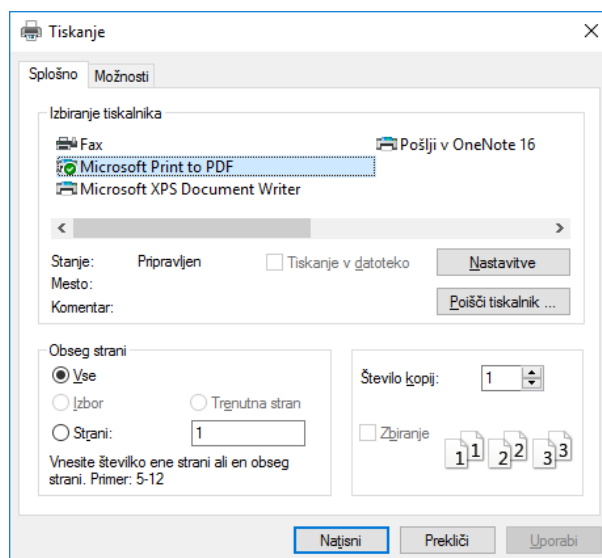 Tiskanje
Splošno Možnosti
Izbiranje tiskalnika
Fax Pošlji v OneNote 16
Microsoft Print to PDF
Microsoft XPS Document Writer
Stanje: Pripravljen Tiskanje v datoteko Nastavitve
Mesto:
Komentar: Poišči tiskalnik ...
Obseg strani
Vse
Izbor Trenutna stran
Strani: 1
Vnesite številko ene strani ali en obseg
strani. Primer: 5-12
Število kopij: 1
Zbiranje 1 1 2 2 3 3
Natisni Prekliči Uporabi